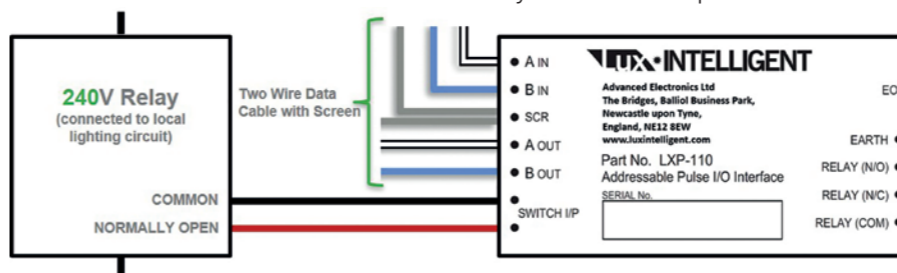 240V Relay
(connected to local
lighting circuit)
COMMON
NORMALLY OPEN
Two Wire Data
Cable with Screen
A IN
B IN
SCR
A OUT
B OUT
SWITCH I/P
LUX INTELLIGENT
Advanced Electronics Ltd
The Bridges, Balliol Business Park,
Newcastle upon Tyne,
England, NE12 8EW
www.luxintelligent.com
Part No. LXP-110
Addressable Pulse I/O Interface
SERIAL No.
EARTH
RELAY (N/O)
RELAY (N/C)
RELAY (COM)